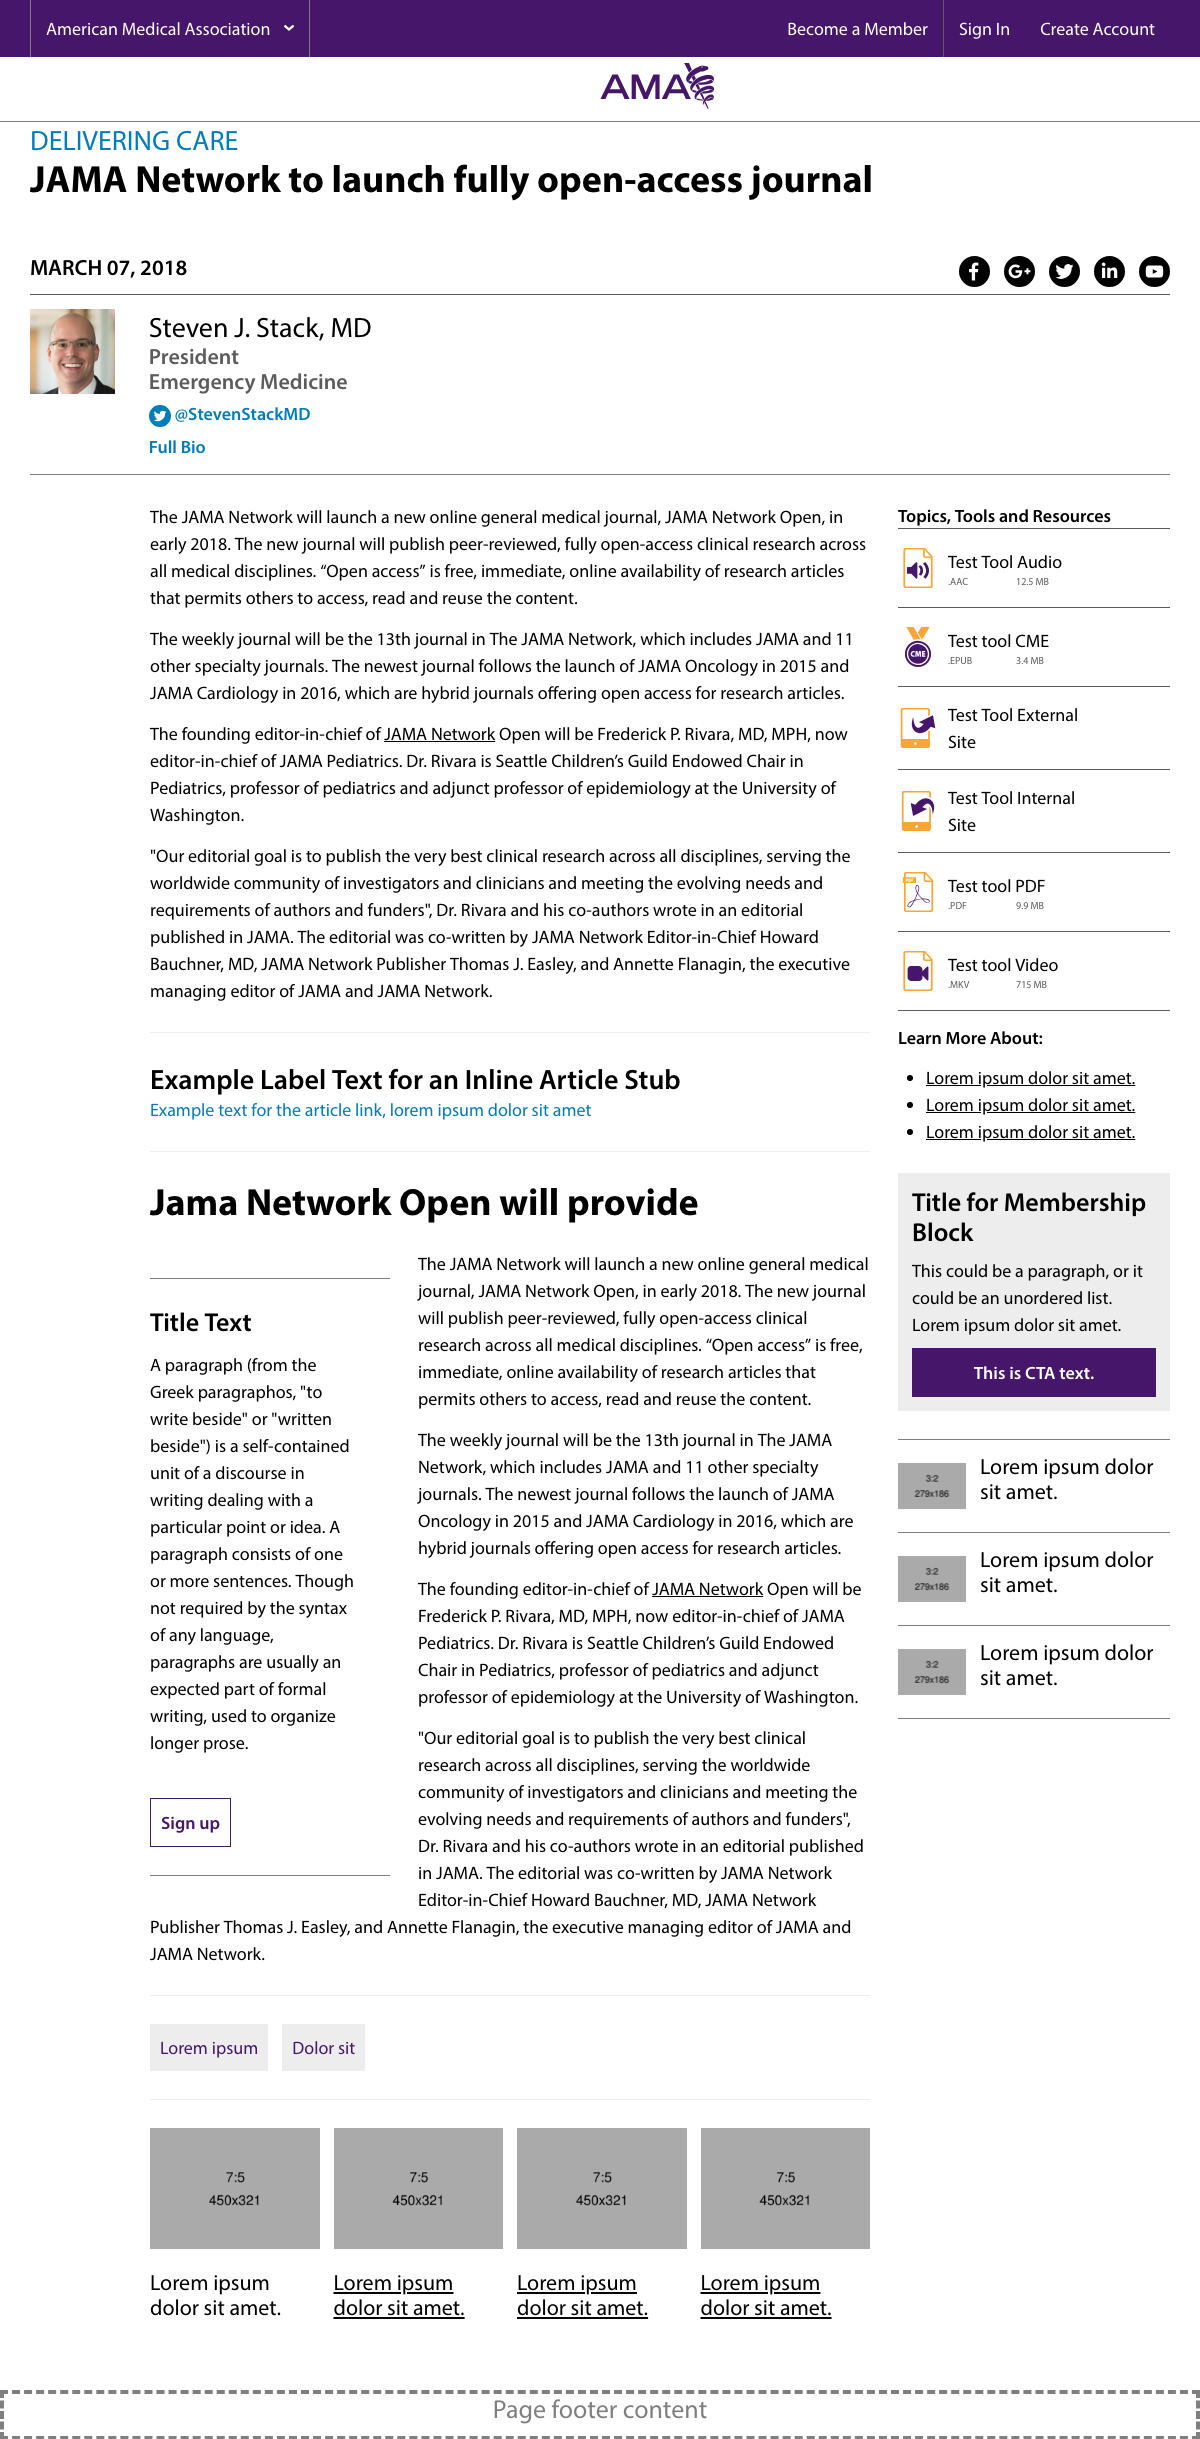 American Medical Association
Become a Member
Sign In
Create Account
AMA
DELIVERING CARE
JAMA Network to launch fully open-access journal
MARCH 07, 2018
Steven J. Stack, MD
President
Emergency Medicine
@StevenStackMD
Full Bio
The JAMA Network will launch a new online general medical journal, JAMA Network Open, in
early 2018. The new journal will publish peer-reviewed, fully open-access clinical research across
all medical disciplines. “Open access” is free, immediate, online availability of research articles
that permits others to access, read and reuse the content.
The weekly journal will be the 13th journal in The JAMA Network, which includes JAMA and 11
other specialty journals. The newest journal follows the launch of JAMA Oncology in 2015 and
JAMA Cardiology in 2016, which are hybrid journals offering open access for research articles.
The founding editor-in-chief of JAMA Network Open will be Frederick P. Rivara, MD, MPH, now
editor-in-chief of JAMA Pediatrics. Dr. Rivara is Seattle Children’s Guild Endowed Chair in
Pediatrics, professor of pediatrics and adjunct professor of epidemiology at the University of
Washington.
"Our editorial goal is to publish the very best clinical research across all disciplines, serving the
worldwide community of investigators and clinicians and meeting the evolving needs and
requirements of authors and funders", Dr. Rivara and his co-authors wrote in an editorial
published in JAMA. The editorial was co-written by JAMA Network Editor-in-Chief Howard
Bauchner, MD, JAMA Network Publisher Thomas J. Easley, and Annette Flanagin, the executive
managing editor of JAMA and JAMA Network.
Example Label Text for an Inline Article Stub
Example text for the article link, lorem ipsum dolor sit amet
Jama Network Open will provide
Title Text
A paragraph (from the
Greek paragraphos, "to
write beside" or "written
beside") is a self-contained
unit of a discourse in
writing dealing with a
particular point or idea. A
paragraph consists of one
or more sentences. Though
not required by the syntax
of any language,
paragraphs are usually an
expected part of formal
writing, used to organize
longer prose.
Sign up
The JAMA Network will launch a new online general medical
journal, JAMA Network Open, in early 2018. The new journal
will publish peer-reviewed, fully open-access clinical
research across all medical disciplines. “Open access” is free,
immediate, online availability of research articles that
permits others to access, read and reuse the content.
The weekly journal will be the 13th journal in The JAMA
Network, which includes JAMA and 11 other specialty
journals. The newest journal follows the launch of JAMA
Oncology in 2015 and JAMA Cardiology in 2016, which are
hybrid journals offering open access for research articles.
The founding editor-in-chief of JAMA Network Open will be
Frederick P. Rivara, MD, MPH, now editor-in-chief of JAMA
Pediatrics. Dr. Rivara is Seattle Children’s Guild Endowed
Chair in Pediatrics, professor of pediatrics and adjunct
professor of epidemiology at the University of Washington.
"Our editorial goal is to publish the very best clinical
research across all disciplines, serving the worldwide
community of investigators and clinicians and meeting the
evolving needs and requirements of authors and funders",
Dr. Rivara and his co-authors wrote in an editorial published
in JAMA. The editorial was co-written by JAMA Network
Editor-in-Chief Howard Bauchner, MD, JAMA Network
Publisher Thomas J. Easley, and Annette Flanagin, the executive managing editor of JAMA and
JAMA Network.
Lorem ipsum
Dolor sit
7:5
450x321
7:5
450x321
7:5
450x321
7:5
450x321
Lorem ipsum
dolor sit amet.
Lorem ipsum
dolor sit amet.
Lorem ipsum
dolor sit amet.
Lorem ipsum
dolor sit amet.
Topics, Tools and Resources
Test Tool Audio
.AAC 12.5 MB
CME
Test tool CME
.EPUB 3.4 MB
Test Tool External
Site
Test Tool Internal
Site
PDF
Test tool PDF
.PDF 9.9 MB
Test tool Video
.MKV 715 MB
Learn More About:
Lorem ipsum dolor sit amet.
Lorem ipsum dolor sit amet.
Lorem ipsum dolor sit amet.
Title for Membership
Block
This could be a paragraph, or it
could be an unordered list.
Lorem ipsum dolor sit amet.
This is CTA text.
3:2
279x186
Lorem ipsum dolor
sit amet.
3:2
279x186
Lorem ipsum dolor
sit amet.
3:2
279x186
Lorem ipsum dolor
sit amet.
Page footer content